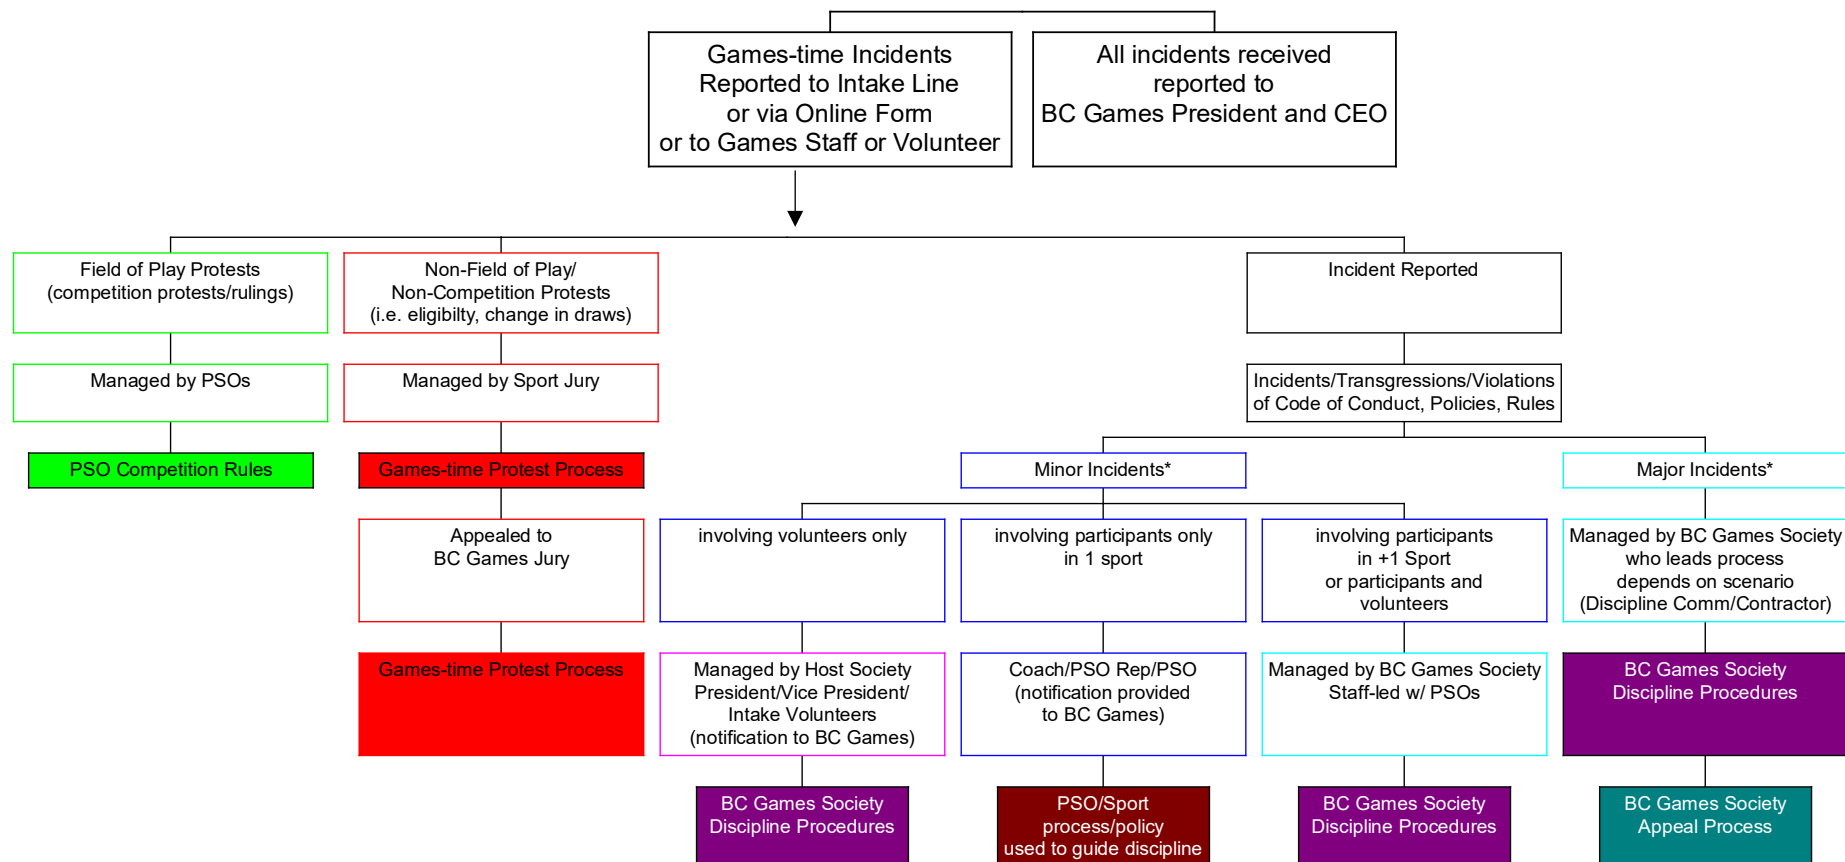 Games-time Incidents
Reported to Intake Line
or via Online Form
or to Games Staff or Volunteer
All incidents received
reported to
BC Games President and CEO
Field of Play Protests
(competition protests/rulings)
Non-Field of Play/
Non-Competition Protests
(i.e. eligibilty, change in draws)
Incident Reported
Managed by PSOs
Managed by Sport Jury
Incidents/Transgressions/Violations
of Code of Conduct, Policies, Rules
PSO Competition Rules
Games-time Protest Process
Minor Incidents*
Major Incidents*
Appealed to
BC Games Jury
involving volunteers only
involving participants only
in 1 sport
involving participants
in +1 Sport
or participants and
volunteers
Managed by BC Games Society
who leads process
depends on scenario
(Discipline Comm/Contractor)
Games-time Protest Process
Managed by Host Society
President/Vice President/
Intake Volunteers
(notification to BC Games)
Coach/PSO Rep/PSO
(notification provided
to BC Games)
Managed by BC Games Society
Staff-led w/ PSOs
BC Games Society
Discipline Procedures
BC Games Society
Discipline Procedures
PSO/Sport
process/policy
used to guide discipline
BC Games Society
Discipline Procedures
BC Games Society
Appeal Process